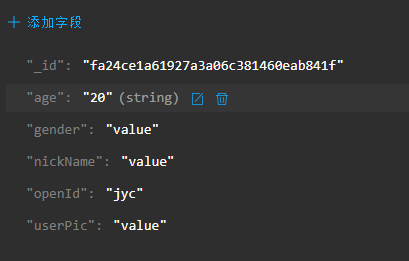 + 添加字段
"_id": "fa24ce1a61927a3a06c381460eab841f"
"age": "20" (string)
"gender": "value"
"nickName": "value"
"openId": "jyc"
"userPic": "value"